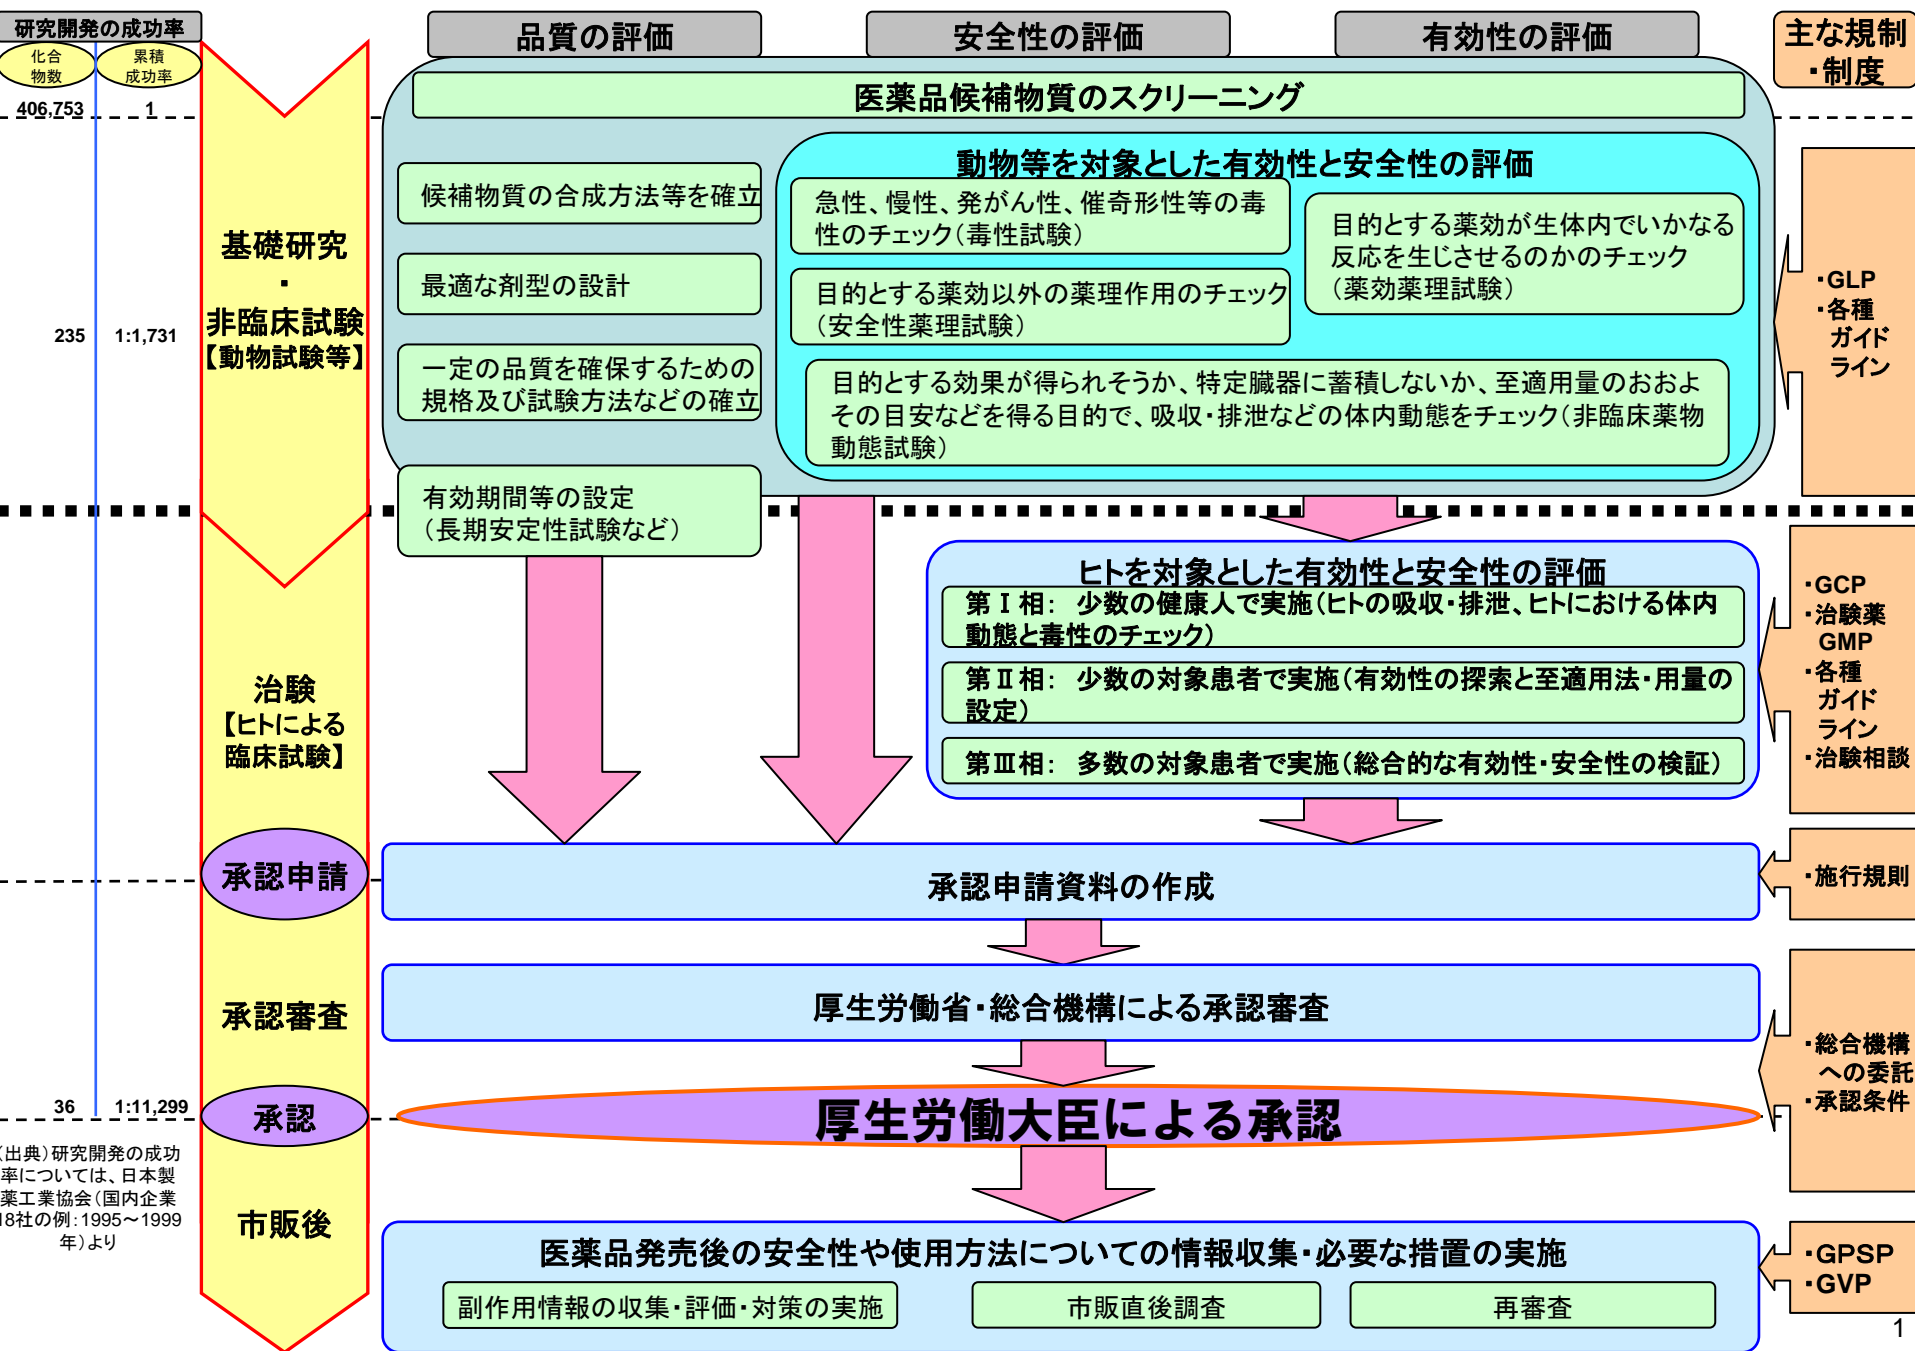 研究開発の成功率
化合
物数
累積
成功率
406,753
1
235
1:1,731
36
1:11,299
(出典)研究開発の成功
率については、日本製
薬工業協会(国内企業
18社の例:1995〜1999
年)より
基礎研究
・
非臨床試験
【動物試験等】
治験
【ヒトによる
臨床試験】
承認申請
承認審査
承認
市販後
品質の評価
安全性の評価
有効性の評価
医薬品候補物質のスクリーニング
候補物質の合成方法等を確立
最適な剤型の設計
一定の品質を確保するための
規格及び試験方法などの確立
有効期間等の設定
(長期安定性試験など)
動物等を対象とした有効性と安全性の評価
急性、慢性、発がん性、催奇形性等の毒
性のチェック(毒性試験)
目的とする薬効以外の薬理作用のチェック
(安全性薬理試験)
目的とする薬効が生体内でいかなる
反応を生じさせるのかのチェック
(薬効薬理試験)
目的とする効果が得られそうか、特定臓器に蓄積しないか、至適用量のおおよ
その目安などを得る目的で、吸収・排泄などの体内動態をチェック(非臨床薬物
動態試験)
ヒトを対象とした有効性と安全性の評価
第Ⅰ相: 少数の健康人で実施(ヒトの吸収・排泄、ヒトにおける体内
動態と毒性のチェック)
第Ⅱ相: 少数の対象患者で実施(有効性の探索と至適用法・用量の
設定)
第Ⅲ相: 多数の対象患者で実施(総合的な有効性・安全性の検証)
承認申請資料の作成
厚生労働省・総合機構による承認審査
厚生労働大臣による承認
医薬品発売後の安全性や使用方法についての情報収集・必要な措置の実施
副作用情報の収集・評価・対策の実施
市販直後調査
再審査
主な規制
・制度
・GLP
・各種
ガイド
ライン
・GCP
・治験薬
GMP
・各種
ガイド
ライン
・治験相談
・施行規則
・総合機構
への委託
・承認条件
・GPSP
・GVP
1